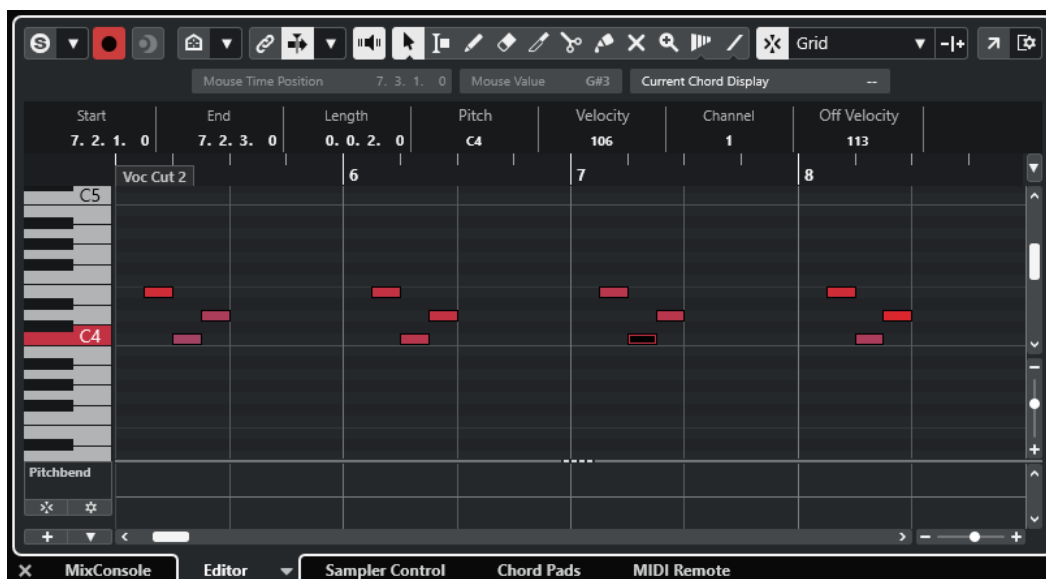 S Grid
Mouse Time Position 7. 3. 1. 0 Mouse Value G#3 Current Chord Display --
Start End Length Pitch Velocity Channel Off Velocity
7. 2. 1. 0 7. 2. 3. 0 0. 0. 2. 0 C4 106 1 113
Voc Cut 2 6 7 8
C5
C4
Pitchbend
MixConsole Editor Sampler Control Chord Pads MIDI Remote